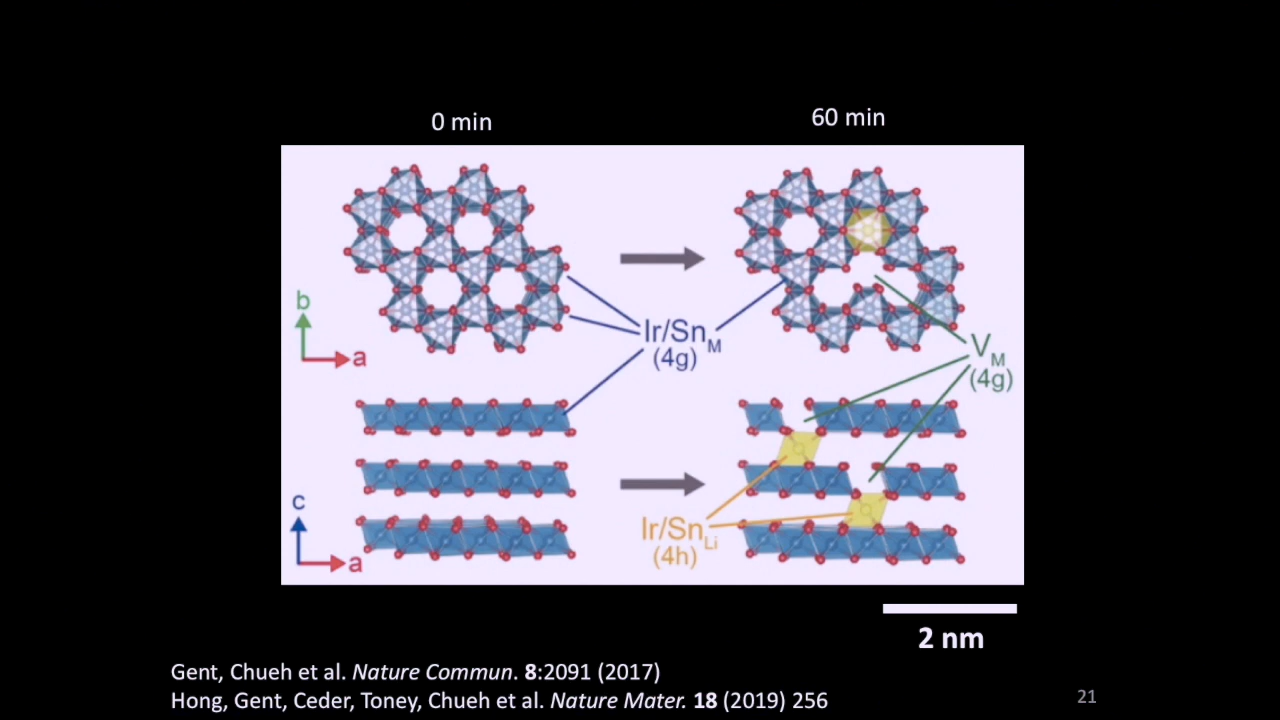 0 min
60 min
b
a
Ir/SnM
(4g)
VM
(4g)
c
a
Ir/SnLi
(4h)
2 nm
Gent, Chueh et al. Nature Commun. 8:2091 (2017)
Hong, Gent, Ceder, Toney, Chueh et al. Nature Mater. 18 (2019) 256
21